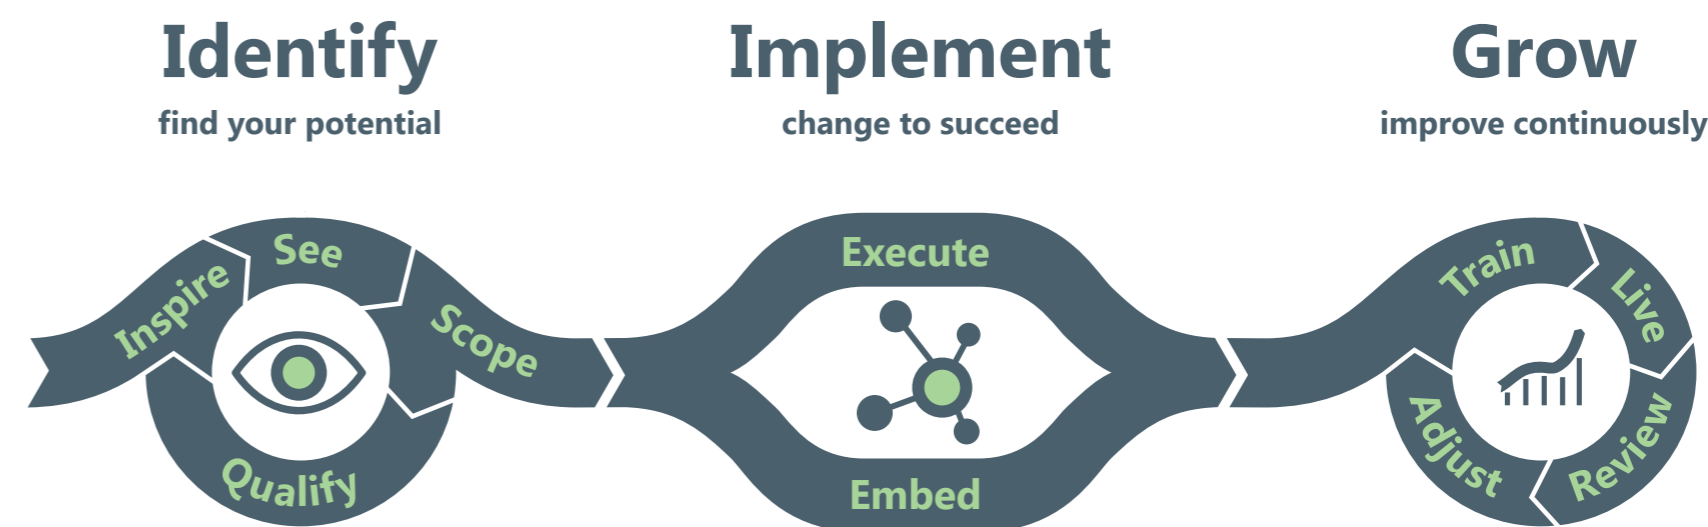 Identify
find your potential
Implement
change to succeed
Grow
improve continuously
Inspire
See
Scope
Qualify
Execute
Embed
Train
Live
Review
Adjust